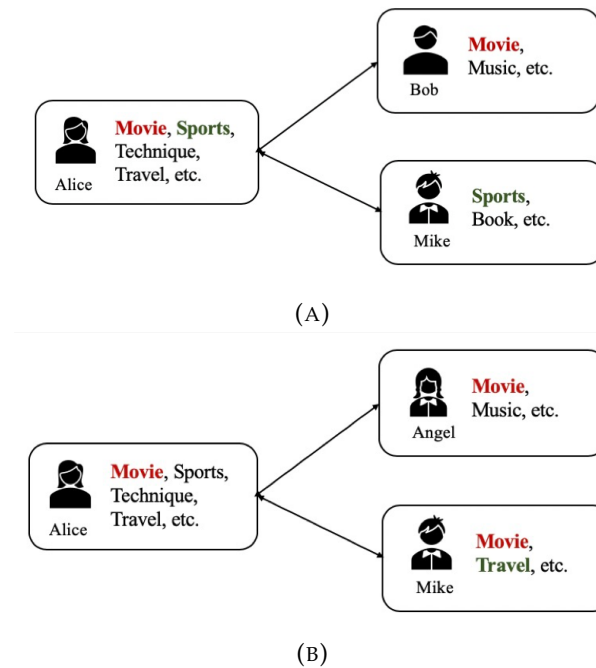 Movie,
Music, etc.
Bob
Movie, Sports,
Technique,
Travel, etc.
Alice
Sports,
Book, etc.
Mike
(A)
Movie,
Music, etc.
Angel
Movie, Sports,
Technique,
Travel, etc.
Alice
Movie,
Travel, etc.
Mike
(B)